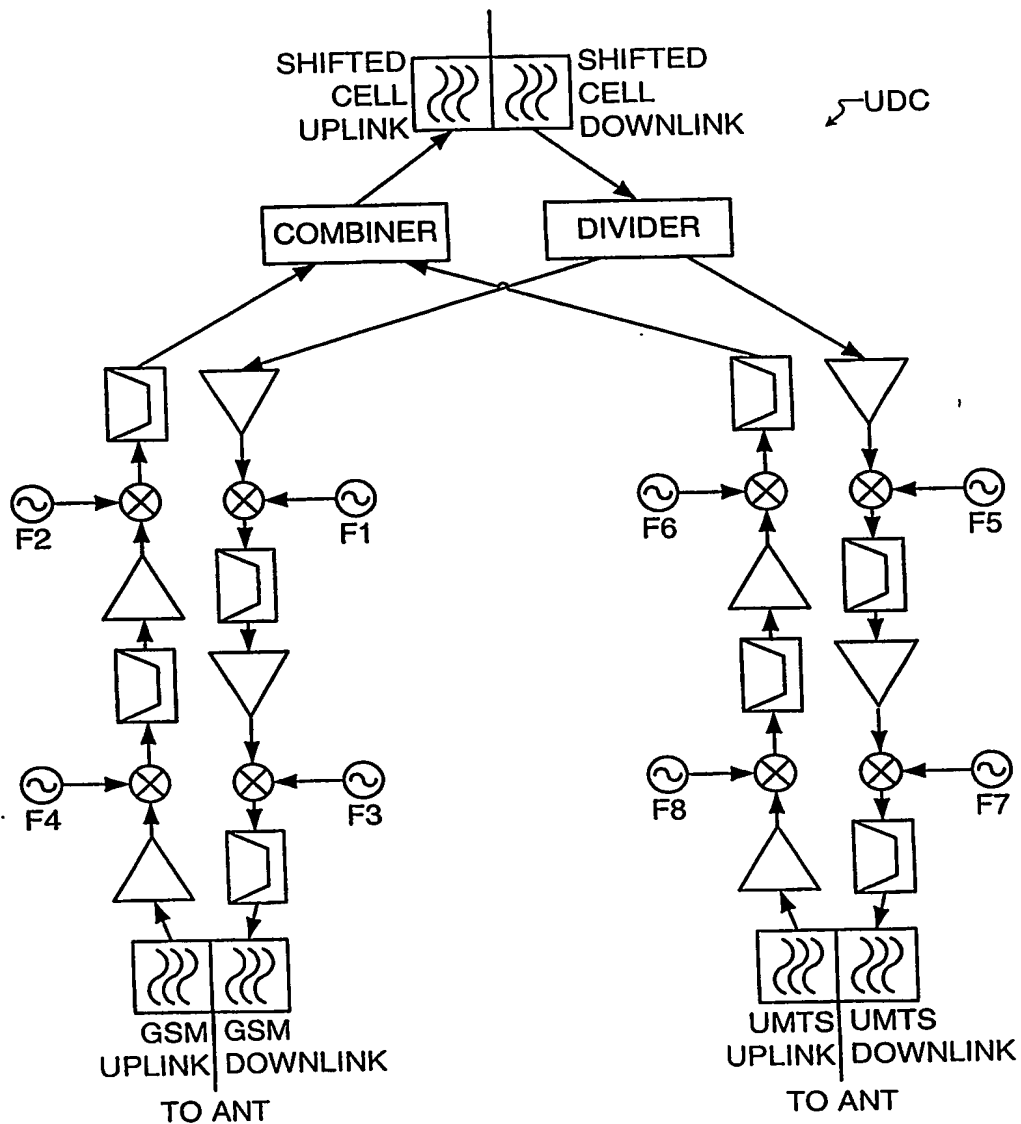 SHIFTED
CELL
UPLINK
SHIFTED
CELL
DOWNLINK
UDC
COMBINER
DIVIDER
F2
F1
F6
F5
F4
F3
F8
F7
GSM
UPLINK
GSM
DOWNLINK
UMTS
UPLINK
UMTS
DOWNLINK
TO ANT
TO ANT